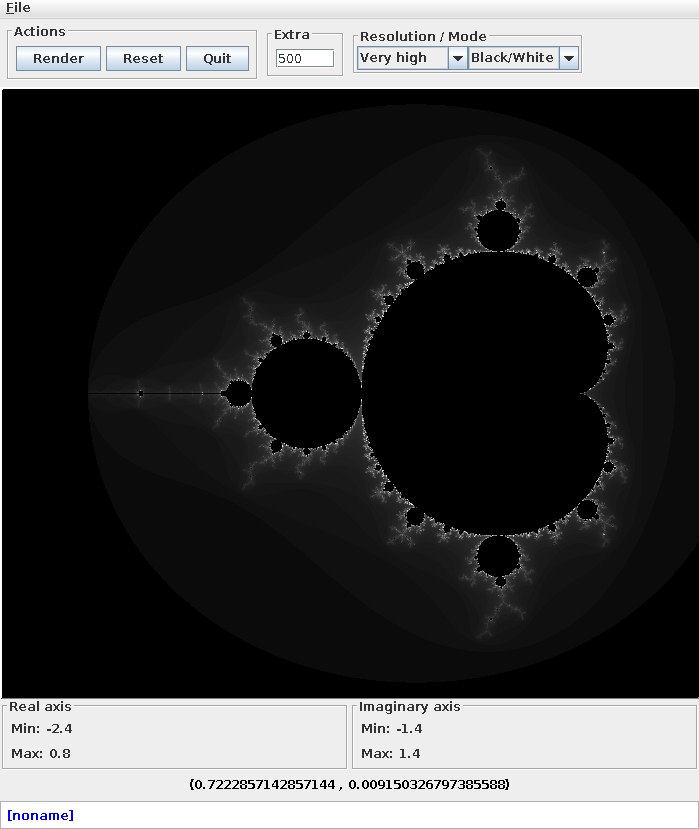 File
Actions
Render Reset Quit
Extra
500
Resolution / Mode
Very high Black/White
Real axis
Min: -2.4
Max: 0.8
Imaginary axis
Min: -1.4
Max: 1.4
(0.7222857142857144 , 0.009150326797385588)
[noname]